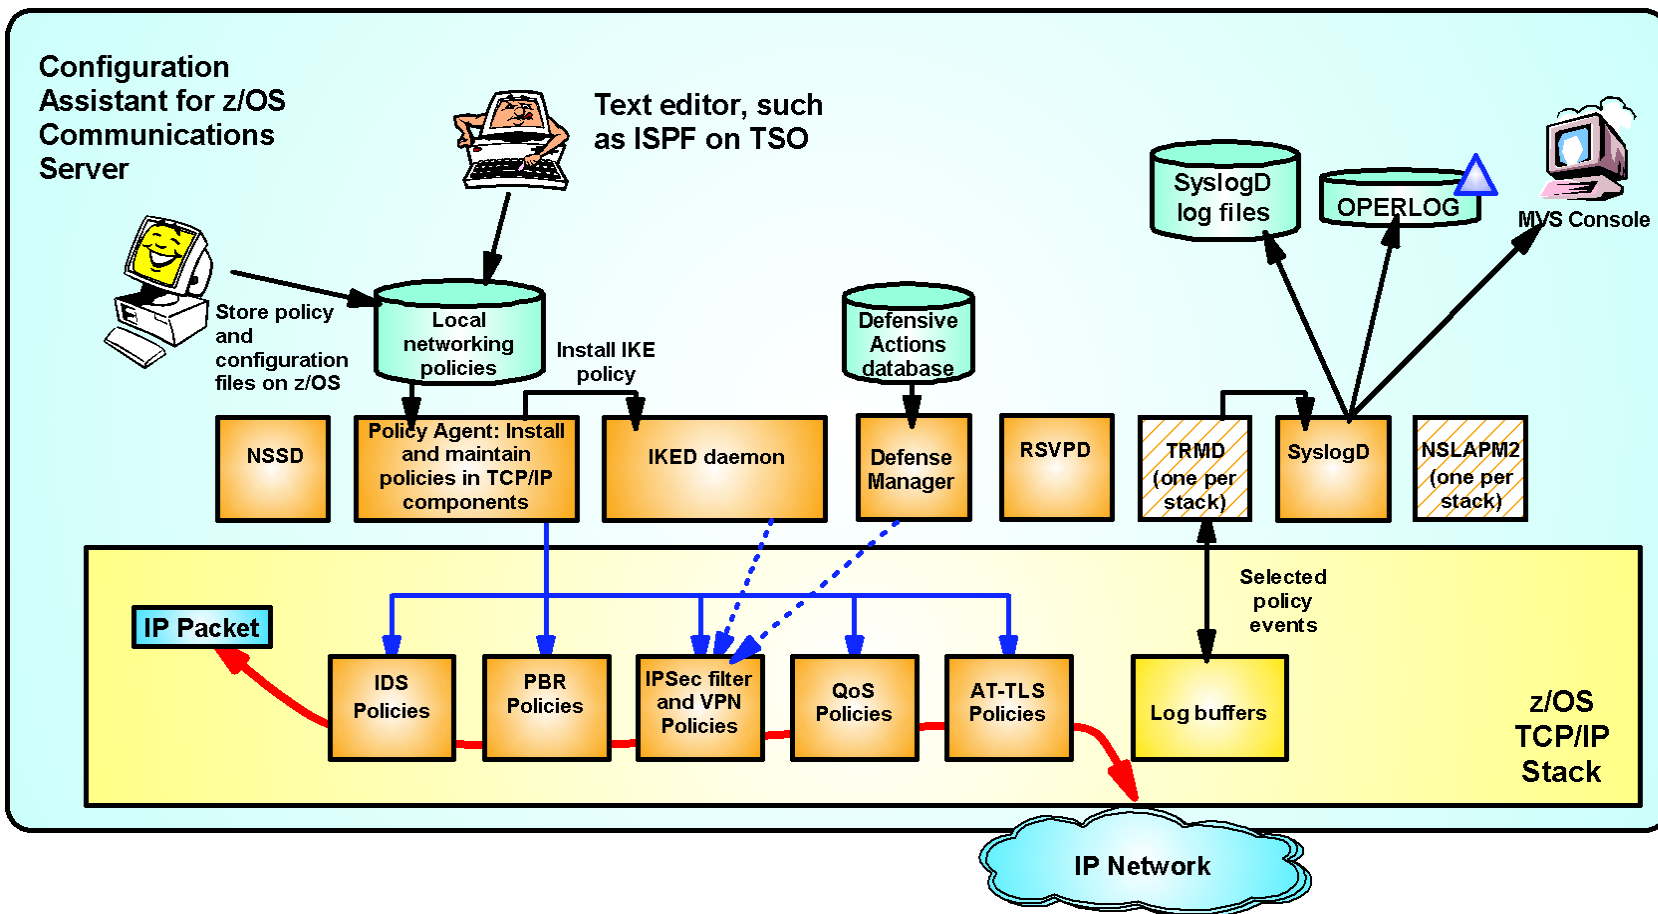 Configuration
Assistant for z/OS
Communications
Server
Text editor, such
as ISPF on TSO
SyslogD
log files
OPERLOG
MVS Console
Store policy
and
configuration
files on z/OS
Local
networking
policies
Install IKE
policy
Defensive
Actions
database
NSSD
Policy Agent: Install
and maintain
policies in TCP/IP
components
IKED daemon
Defense
Manager
RSVPD
TRMD
(one per
stack)
SyslogD
NSLAPM2
(one per
stack)
IP Packet
Selected
policy
events
IDS
Policies
PBR
Policies
IPSec filter
and VPN
Policies
QoS
Policies
AT-TLS
Policies
Log buffers
z/OS
TCP/IP
Stack
IP Network